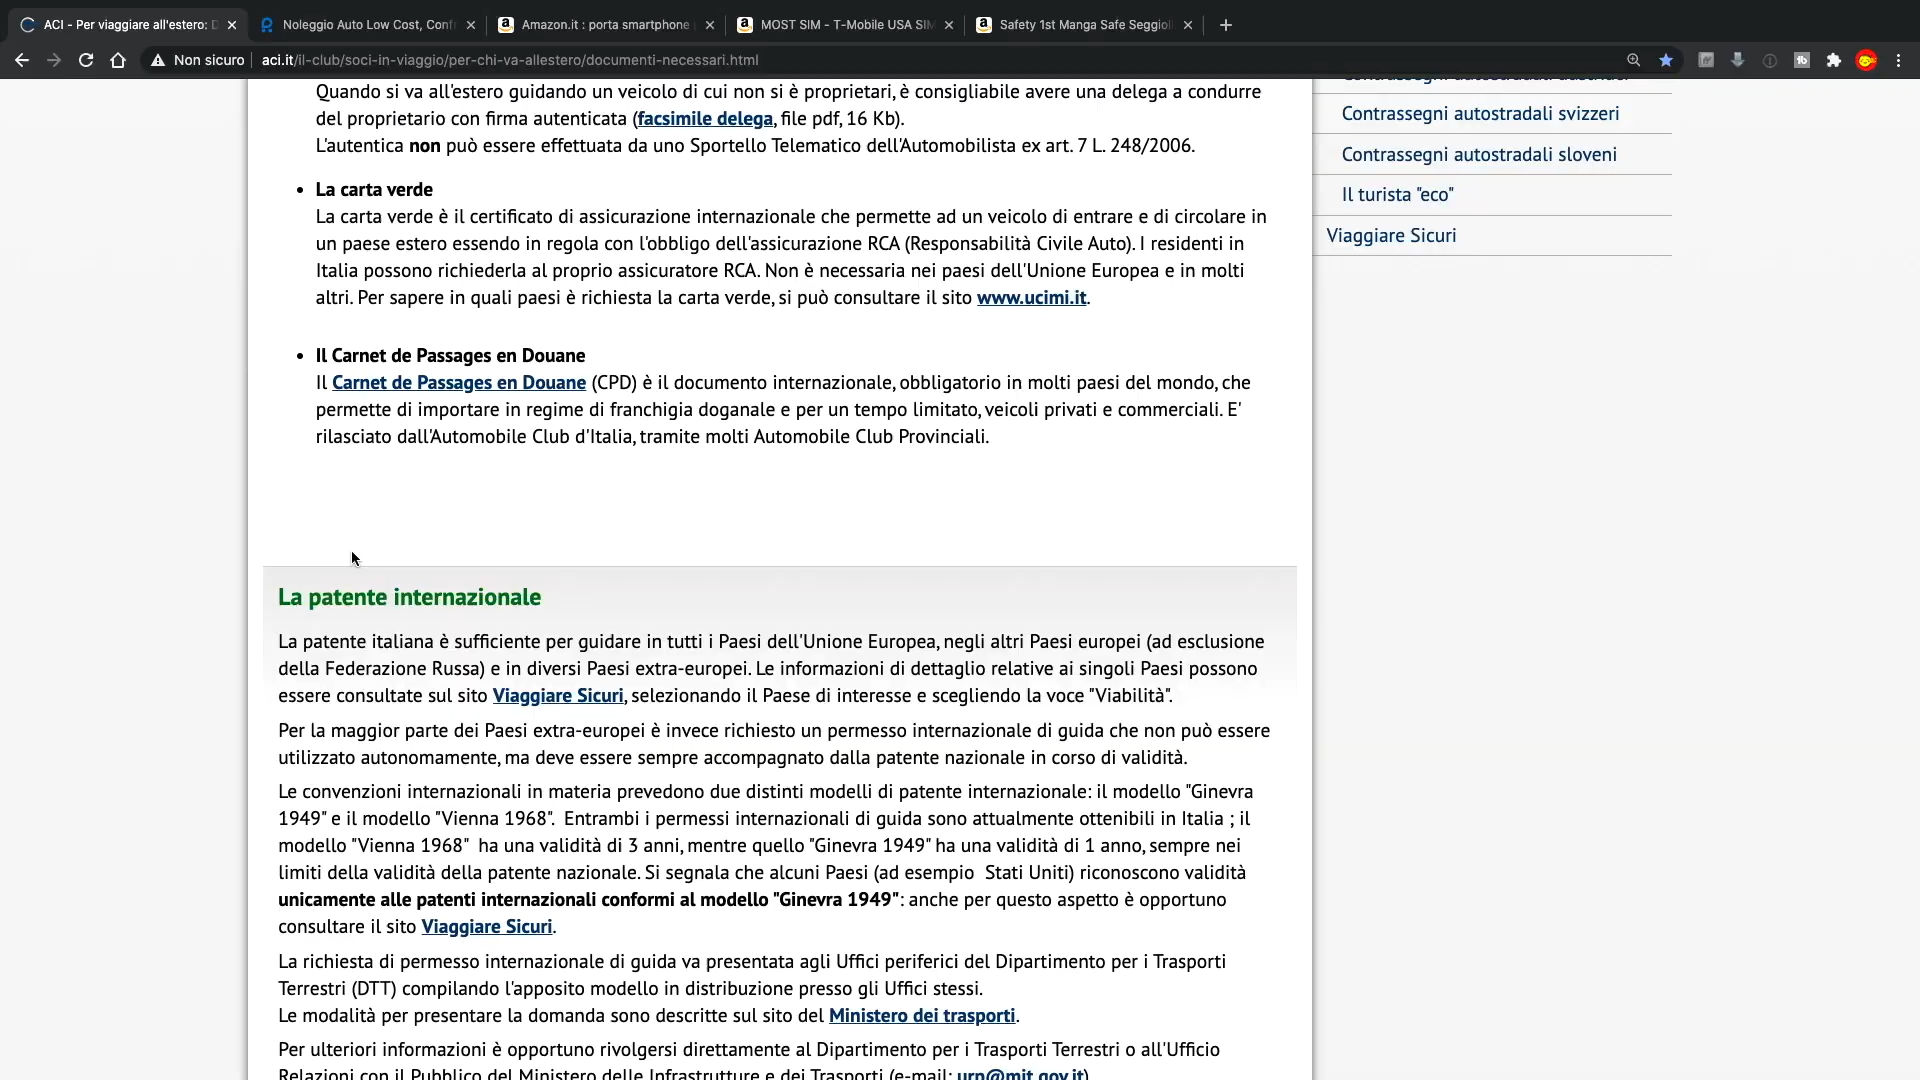 ACI - Per viaggiare all'estero: D
Noleggio Auto Low Cost, Conf
Amazon.it : porta smartphone
MOST SIM - T-Mobile USA SIM
Safety 1st Manga Safe Seggiol
Non sicuro
aci.it/il-club/soci-in-viaggio/per-chi-va-allestero/documenti-necessari.html
Quando si va all'estero guidando un veicolo di cui non si è proprietari, è consigliabile avere una delega a condurre
del proprietario con firma autenticata (facsimile delega, file pdf, 16 Kb).
L'autentica non può essere effettuata da uno Sportello Telematico dell'Automobilista ex art. 7 L. 248/2006.
• La carta verde
La carta verde è il certificato di assicurazione internazionale che permette ad un veicolo di entrare e di circolare in
un paese estero essendo in regola con l'obbligo dell'assicurazione RCA (Responsabilità Civile Auto). I residenti in
Italia possono richiederla al proprio assicuratore RCA. Non è necessaria nei paesi dell'Unione Europea e in molti
altri. Per sapere in quali paesi è richiesta la carta verde, si può consultare il sito www.ucimi.it.
• Il Carnet de Passages en Douane
Il Carnet de Passages en Douane (CPD) è il documento internazionale, obbligatorio in molti paesi del mondo, che
permette di importare in regime di franchigia doganale e per un tempo limitato, veicoli privati e commerciali. E'
rilasciato dall'Automobile Club d'Italia, tramite molti Automobile Club Provinciali.
La patente internazionale
La patente italiana è sufficiente per guidare in tutti i Paesi dell'Unione Europea, negli altri Paesi europei (ad esclusione
della Federazione Russa) e in diversi Paesi extra-europei. Le informazioni di dettaglio relative ai singoli Paesi possono
essere consultate sul sito Viaggiare Sicuri, selezionando il Paese di interesse e scegliendo la voce "Viabilità".
Per la maggior parte dei Paesi extra-europei è invece richiesto un permesso internazionale di guida che non può essere
utilizzato autonomamente, ma deve essere sempre accompagnato dalla patente nazionale in corso di validità.
Le convenzioni internazionali in materia prevedono due distinti modelli di patente internazionale: il modello "Ginevra
1949" e il modello "Vienna 1968".  Entrambi i permessi internazionali di guida sono attualmente ottenibili in Italia ; il
modello "Vienna 1968"  ha una validità di 3 anni, mentre quello "Ginevra 1949" ha una validità di 1 anno, sempre nei
limiti della validità della patente nazionale. Si segnala che alcuni Paesi (ad esempio  Stati Uniti) riconoscono validità
unicamente alle patenti internazionali conformi al modello "Ginevra 1949": anche per questo aspetto è opportuno
consultare il sito Viaggiare Sicuri.
La richiesta di permesso internazionale di guida va presentata agli Uffici periferici del Dipartimento per i Trasporti
Terrestri (DTT) compilando l'apposito modello in distribuzione presso gli Uffici stessi.
Le modalità per presentare la domanda sono descritte sul sito del Ministero dei trasporti.
Per ulteriori informazioni è opportuno rivolgersi direttamente al Dipartimento per i Trasporti Terrestri o all'Ufficio
Relazioni con il Pubblico del Ministero delle Infrastrutture e dei Trasporti (e-mail: urp@mit.gov.it)
Contrassegni autostradali austriaci
Contrassegni autostradali svizzeri
Contrassegni autostradali sloveni
Il turista "eco"
Viaggiare Sicuri